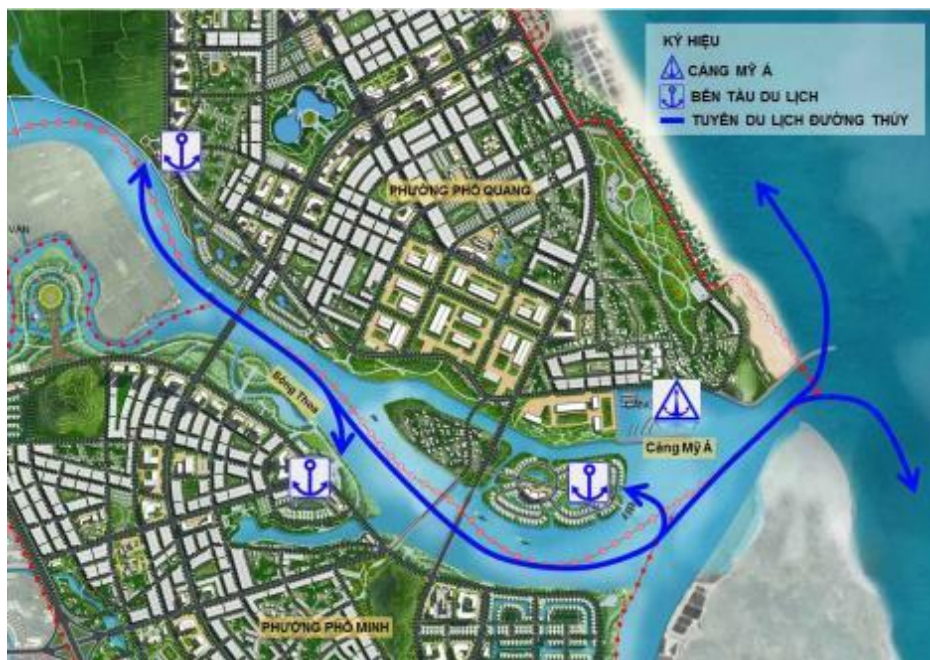 KÝ HIỆU
CẢNG MỸ Á
BẾN TÀU DU LỊCH
TUYẾN DU LỊCH ĐƯỜNG THỦY
PHƯỜNG PHỔ QUANG
VĂN
Sông Thoa
Cảng Mỹ Á
PHƯỜNG PHỔ MINH